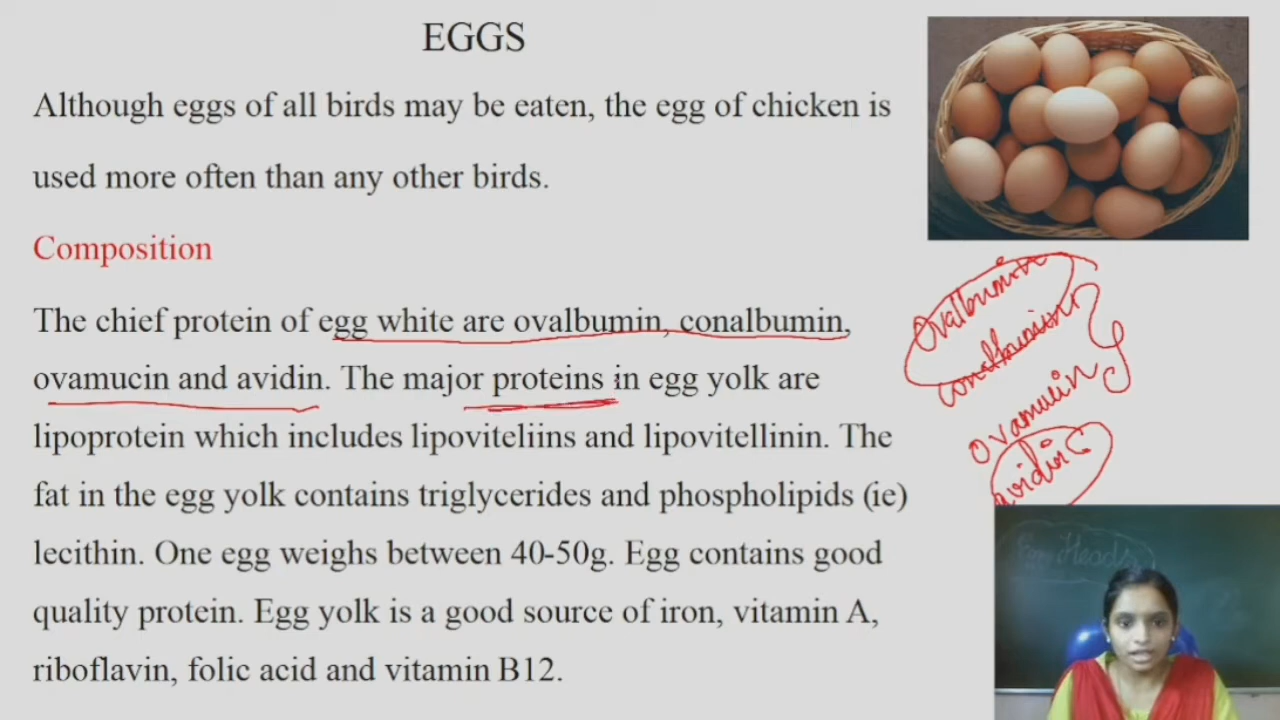 EGGS
Although eggs of all birds may be eaten, the egg of chicken is
used more often than any other birds.
Composition
The chief protein of egg white are ovalbumin, conalbumin,
ovamucin and avidin. The major proteins in egg yolk are
lipoprotein which includes lipoviteliins and lipovitellinin. The
fat in the egg yolk contains triglycerides and phospholipids (ie)
lecithin. One egg weighs between 40-50g. Egg contains good
quality protein. Egg yolk is a good source of iron, vitamin A,
riboflavin, folic acid and vitamin B12.
Ovalbumin
Ovamucin
avidin
Heads